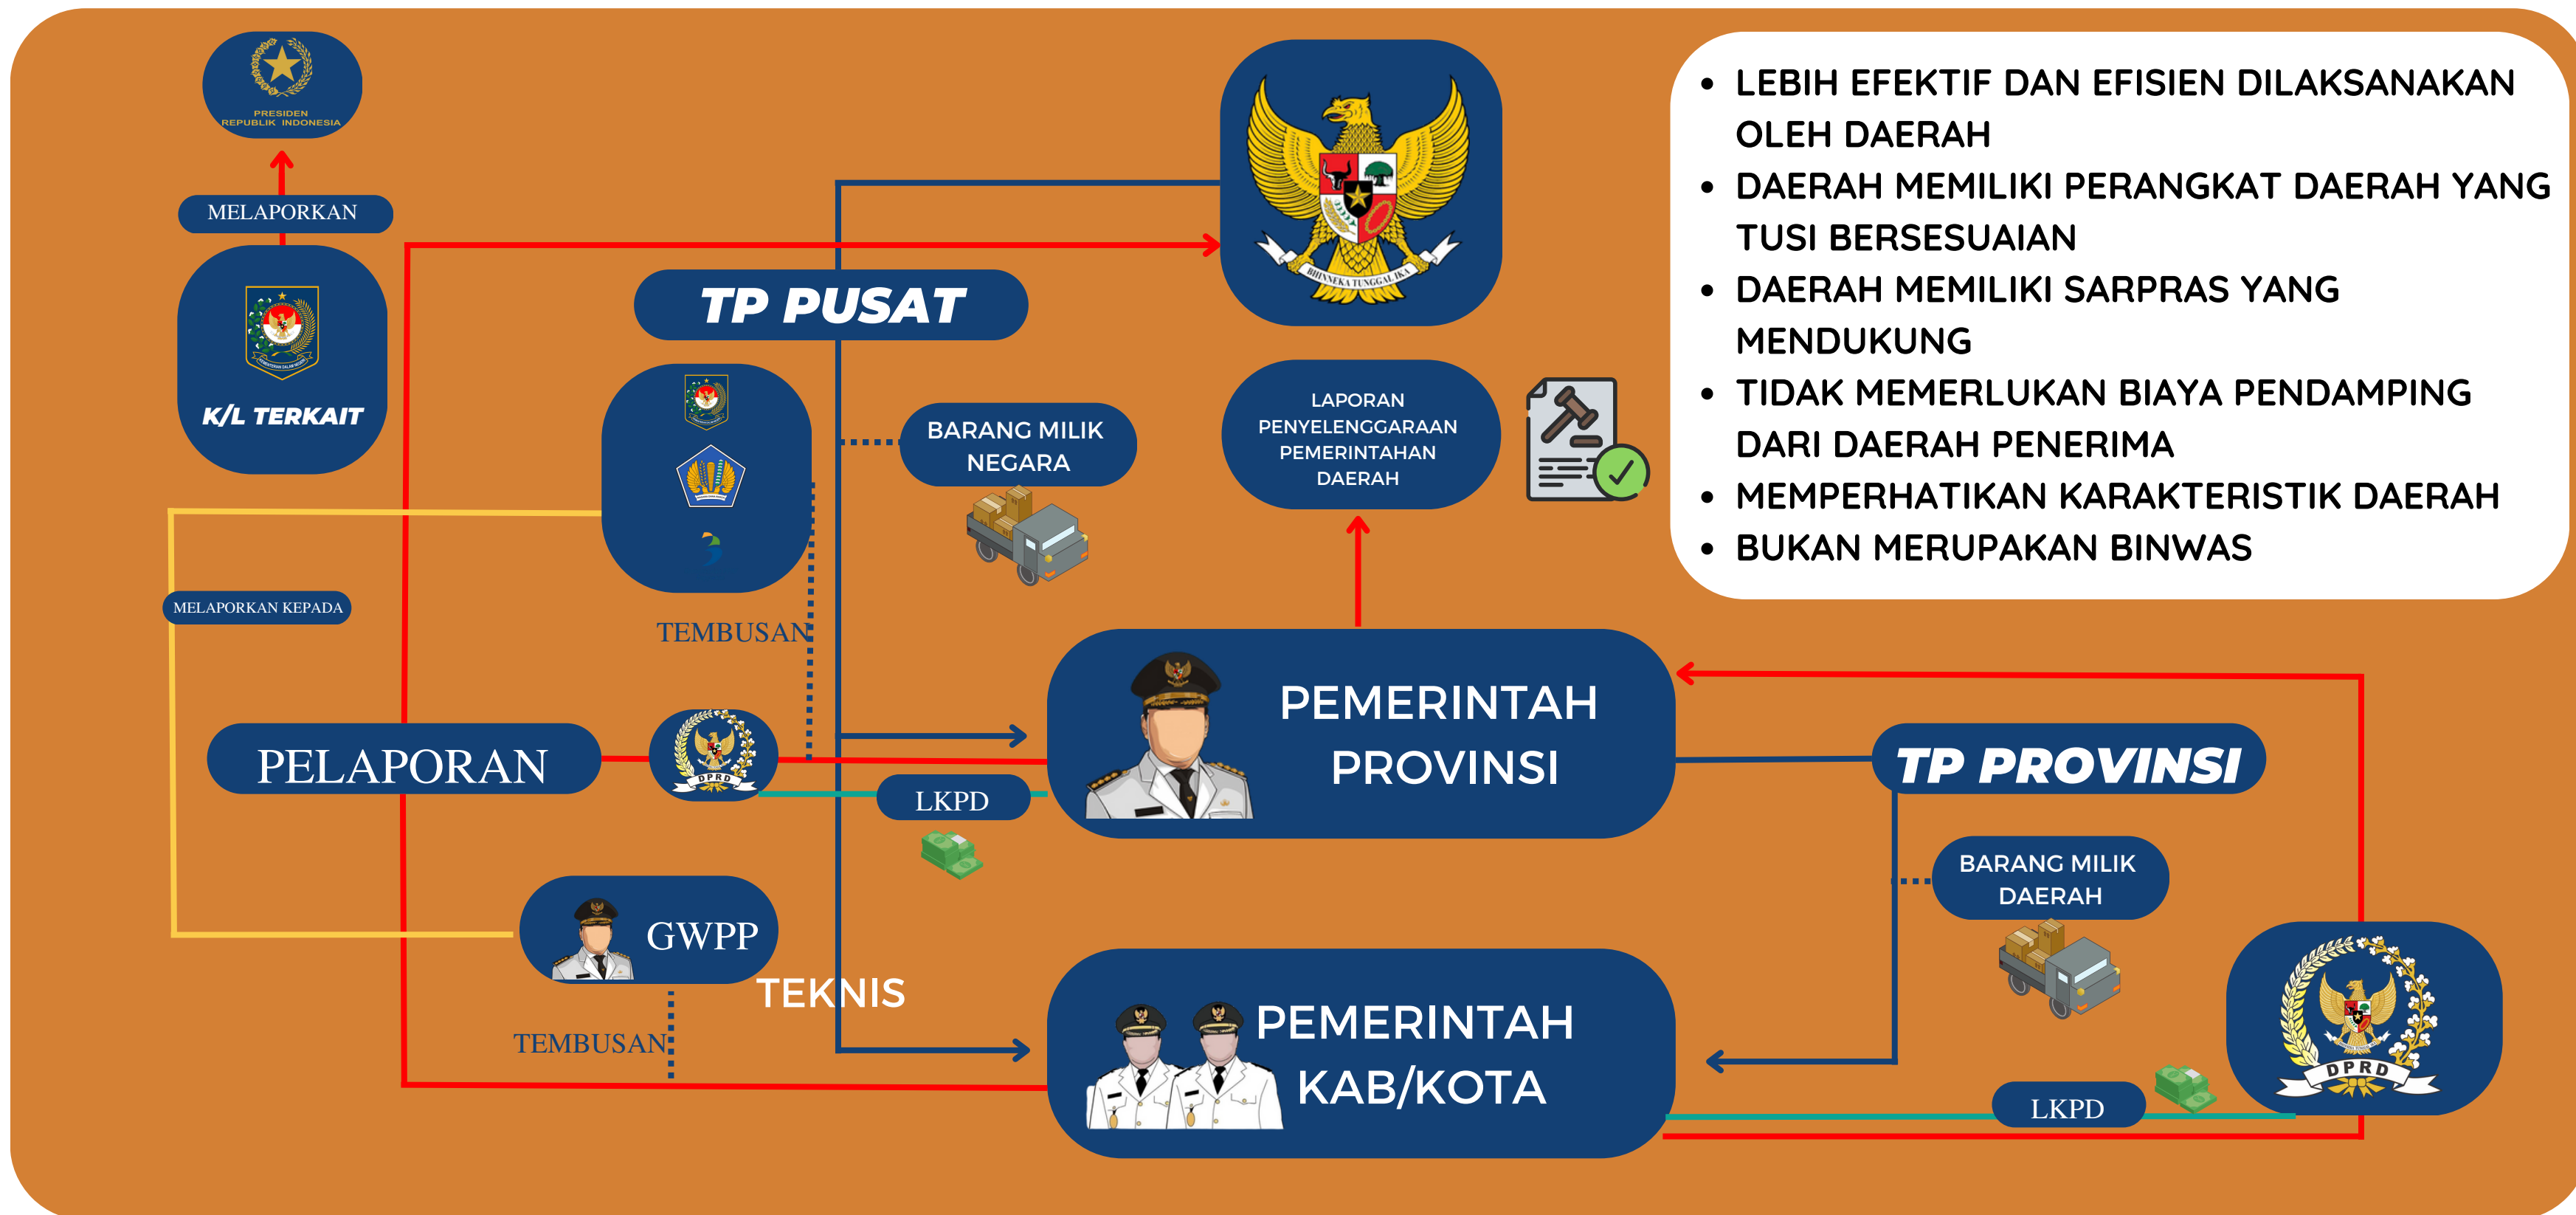 PRESIDEN
REPUBLIK INDONESIA
MELAPORKAN
K/L TERKAIT
TP PUSAT
BHINNEKA TUNGGAL IKA
LAPORAN
PENYELENGGARAAN
PEMERINTAHAN
DAERAH
BARANG MILIK
NEGARA
• LEBIH EFEKTIF DAN EFISIEN DILAKSANAKAN
OLEH DAERAH
• DAERAH MEMILIKI PERANGKAT DAERAH YANG
TUSI BERSESUAIAN
• DAERAH MEMILIKI SARPRAS YANG
MENDUKUNG
• TIDAK MEMERLUKAN BIAYA PENDAMPING
DARI DAERAH PENERIMA
• MEMPERHATIKAN KARAKTERISTIK DAERAH
• BUKAN MERUPAKAN BINWAS
MELAPORKAN KEPADA
TEMBUSAN
PELAPORAN
DPRD
LKPD
PEMERINTAH
PROVINSI
TP PROVINSI
BARANG MILIK
DAERAH
GWPP
TEKNIS
TEMBUSAN
PEMERINTAH
KAB/KOTA
LKPD
DPRD